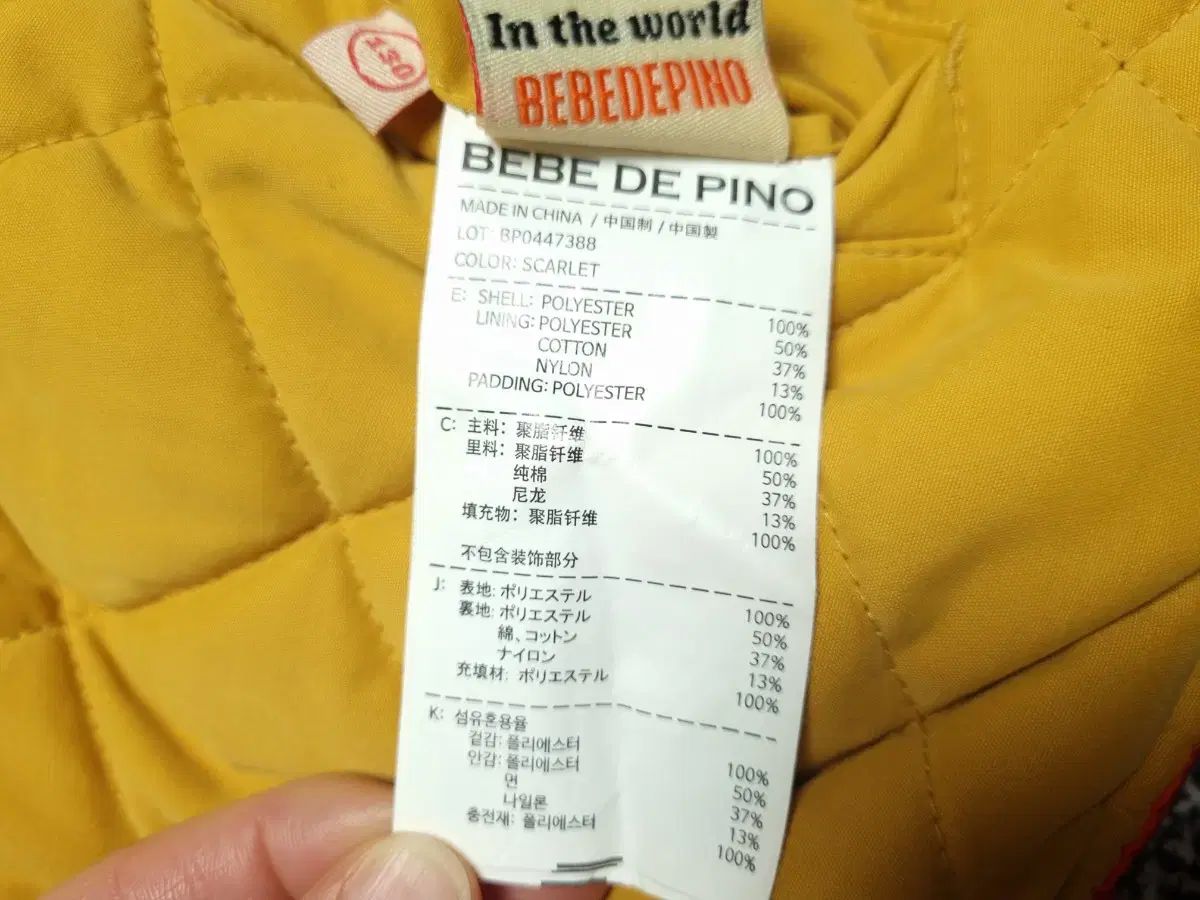 130
In the world
BEBEDEPINO
BEBE DE PINO
MADE IN CHINA / 中国制 / 中国製
LOT: BP0447388
COLOR: SCARLET
E: SHELL: POLYESTER 100%
LINING: POLYESTER 50%
COTTON 37%
NYLON 13%
PADDING: POLYESTER 100%
C: 主料: 聚脂钎维 100%
里料: 聚脂钎维 50%
纯棉 37%
尼龙 13%
填充物: 聚脂钎维 100%
不包含装饰部分
J: 表地: ポリエステル 100%
裏地: ポリエステル 50%
綿、コットン 37%
ナイロン 13%
充填材: ポリエステル 100%
K: 섬유혼용율
겉감: 폴리에스터 100%
안감: 폴리에스터 50%
면 37%
나일론 13%
충전재: 폴리에스터 100%